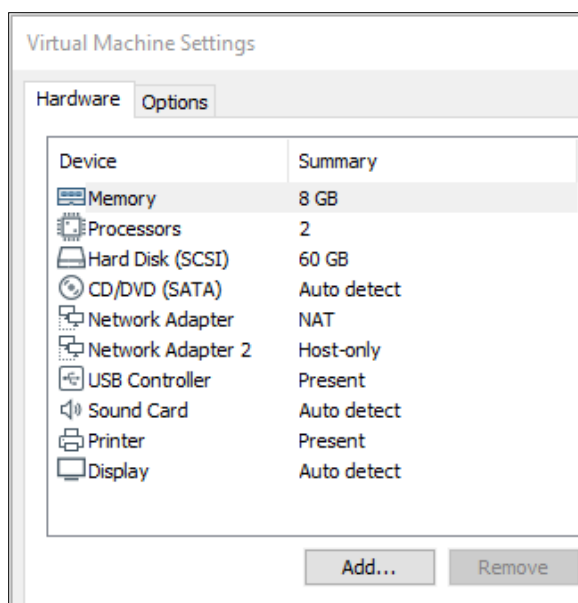 Virtual Machine Settings
Hardware Options
Device Summary
Memory 8 GB
Processors 2
Hard Disk (SCSI) 60 GB
CD/DVD (SATA) Auto detect
Network Adapter NAT
Network Adapter 2 Host-only
USB Controller Present
Sound Card Auto detect
Printer Present
Display Auto detect
Add... Remove